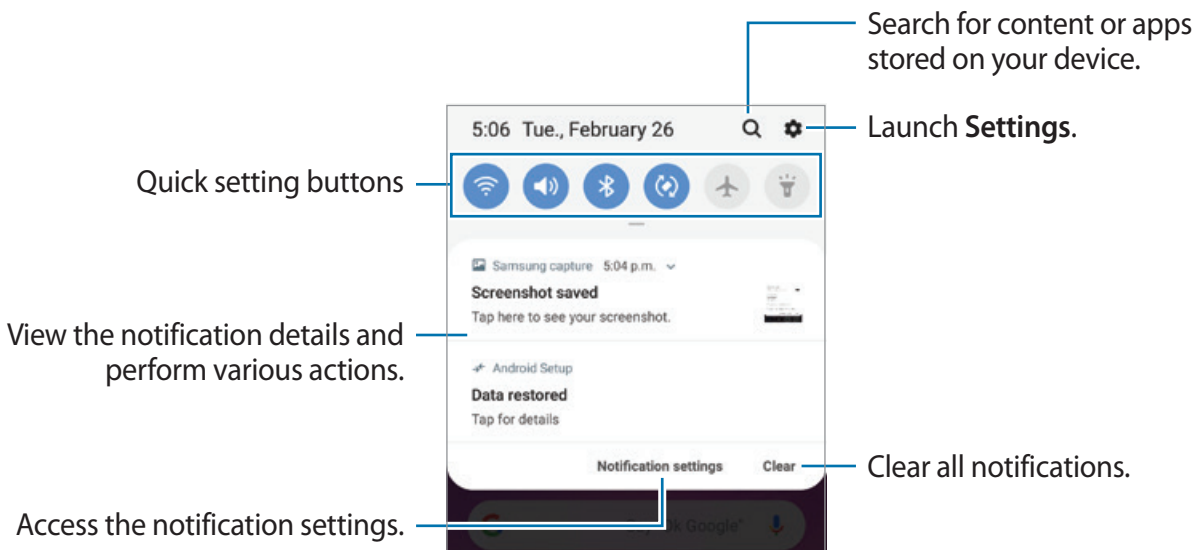 Search for content or apps
stored on your device.
5:06 Tue., February 26
Launch Settings.
Quick setting buttons
Samsung capture 5:04 p.m.
Screenshot saved
Tap here to see your screenshot.
View the notification details and
perform various actions.
Android Setup
Data restored
Tap for details
Notification settings Clear
Clear all notifications.
Access the notification settings.
Google"